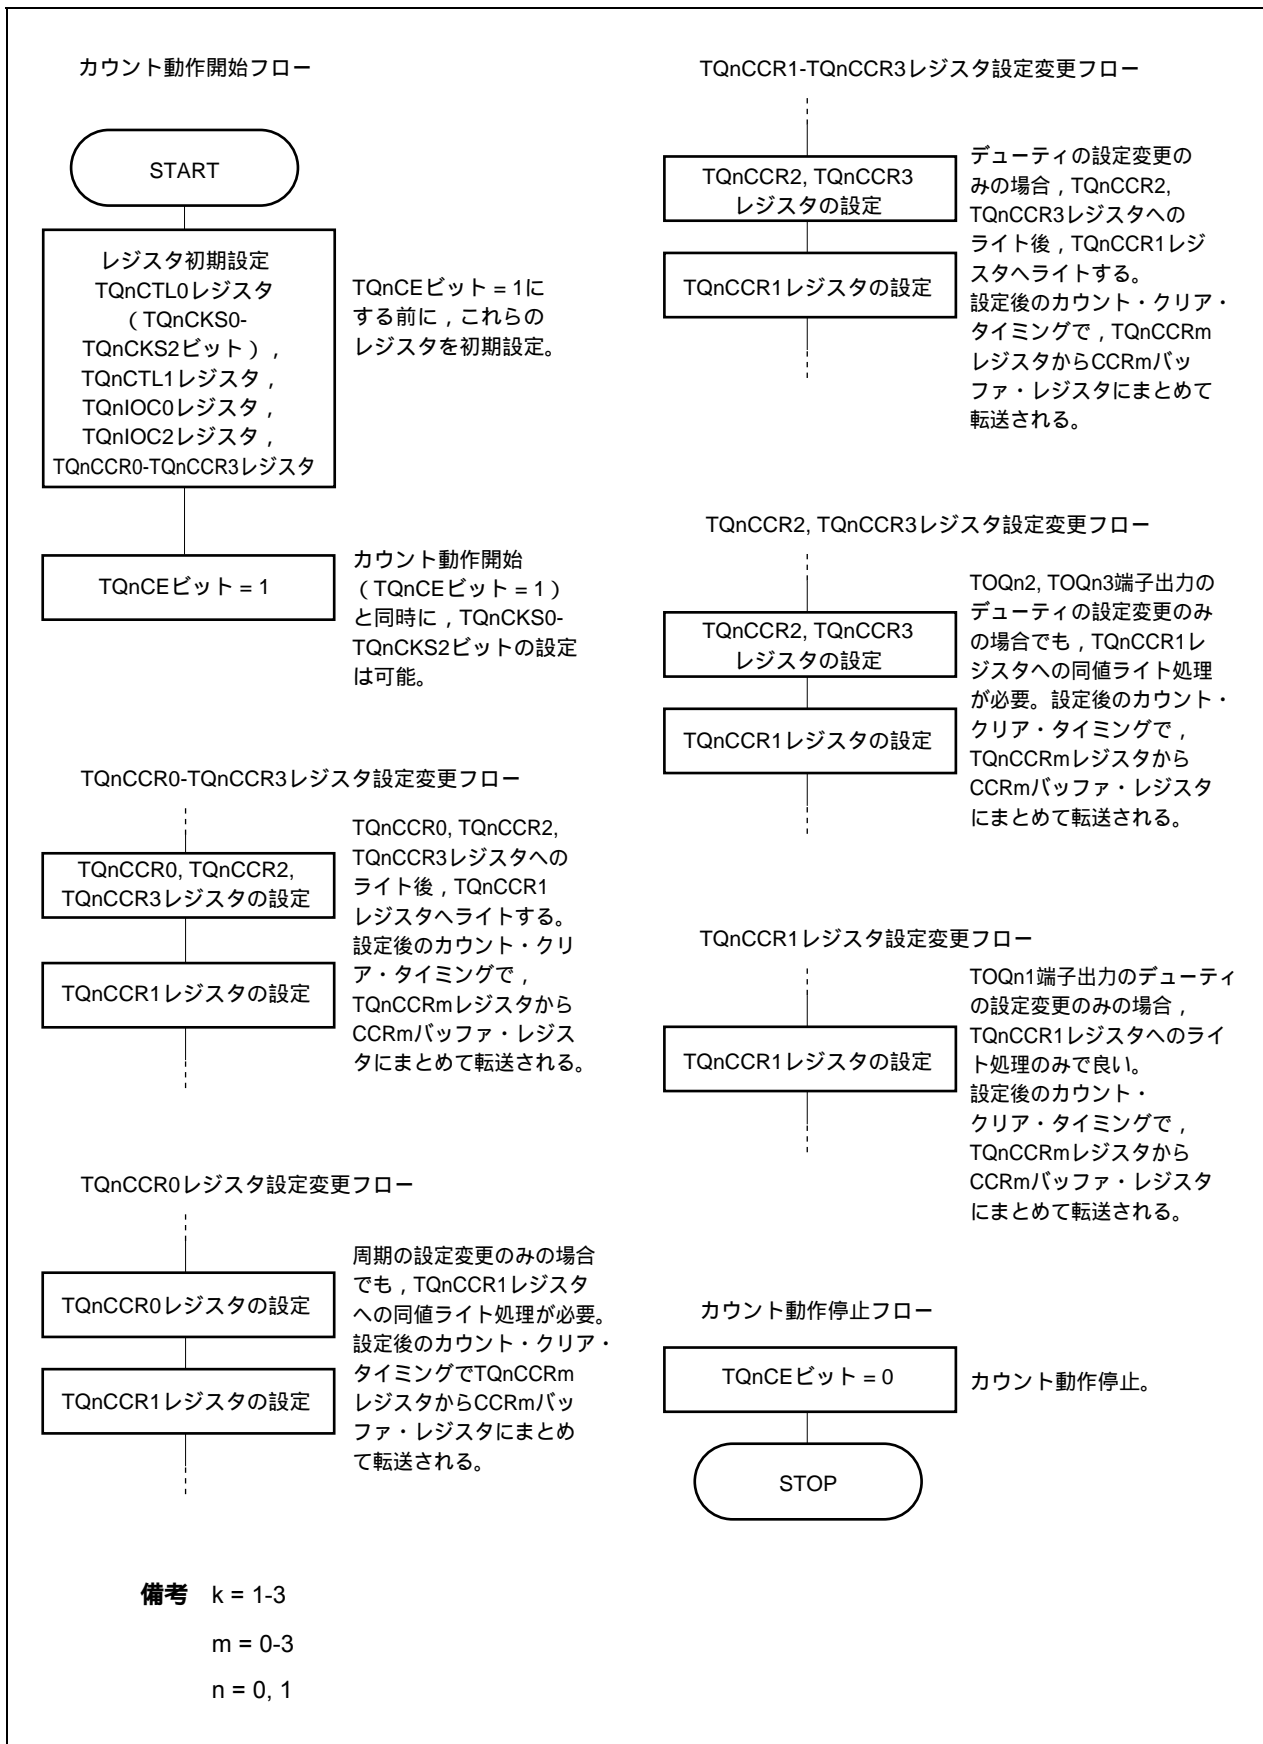 カウント動作開始フロー
START
レジスタ初期設定
TQnCTL0レジスタ
（TQnCKS0-
TQnCKS2ビット），
TQnCTL1レジスタ，
TQnIOC0レジスタ，
TQnIOC2レジスタ，
TQnCCR0-TQnCCR3レジスタ
TQnCEビット = 1に
する前に，これらの
レジスタを初期設定。
TQnCEビット = 1
カウント動作開始
（TQnCEビット = 1）
と同時に，TQnCKS0-
TQnCKS2ビットの設定
は可能。
TQnCCR0-TQnCCR3レジスタ設定変更フロー
TQnCCR0, TQnCCR2,
TQnCCR3レジスタの設定
TQnCCR1レジスタの設定
TQnCCR0, TQnCCR2,
TQnCCR3レジスタへの
ライト後，TQnCCR1
レジスタへライトする。
設定後のカウント・クリ
ア・タイミングで，
TQnCCRmレジスタから
CCRmバッファ・レジス
タにまとめて転送される。
TQnCCR0レジスタ設定変更フロー
TQnCCR0レジスタの設定
TQnCCR1レジスタの設定
周期の設定変更のみの場合
でも，TQnCCR1レジスタ
への同値ライト処理が必要。
設定後のカウント・クリア・
タイミングでTQnCCRm
レジスタからCCRmバッ
ファ・レジスタにまとめ
て転送される。
TQnCCR1-TQnCCR3レジスタ設定変更フロー
TQnCCR2, TQnCCR3
レジスタの設定
TQnCCR1レジスタの設定
デューティの設定変更の
みの場合，TQnCCR2,
TQnCCR3レジスタへの
ライト後，TQnCCR1レジ
スタへライトする。
設定後のカウント・クリア・
タイミングで，TQnCCRm
レジスタからCCRmバッ
ファ・レジスタにまとめて
転送される。
TQnCCR2, TQnCCR3レジスタ設定変更フロー
TQnCCR2, TQnCCR3
レジスタの設定
TQnCCR1レジスタの設定
TOQn2, TOQn3端子出力の
デューティの設定変更のみ
の場合でも，TQnCCR1レ
ジスタへの同値ライト処理
が必要。設定後のカウント・
クリア・タイミングで，
TQnCCRmレジスタから
CCRmバッファ・レジスタ
にまとめて転送される。
TQnCCR1レジスタ設定変更フロー
TQnCCR1レジスタの設定
TOQn1端子出力のデューティ
の設定変更のみの場合，
TQnCCR1レジスタへのライ
ト処理のみで良い。
設定後のカウント・
クリア・タイミングで，
TQnCCRmレジスタから
CCRmバッファ・レジスタ
にまとめて転送される。
カウント動作停止フロー
TQnCEビット = 0
カウント動作停止。
STOP
備考 k = 1-3
m = 0-3
n = 0, 1